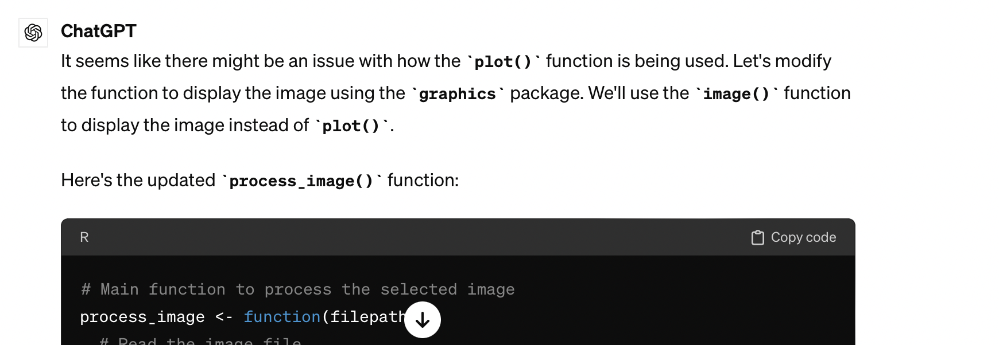 ChatGPT
It seems like there might be an issue with how the `plot()` function is being used. Let's modify
the function to display the image using the `graphics` package. We'll use the `image()` function
to display the image instead of `plot()`.
Here's the updated `process_image()` function:
R Copy code
# Main function to process the selected image
process_image <- function(filepath
# Read the image file